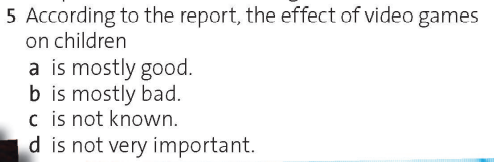 5 According to the report, the effect of video games
on children
a is mostly good.
b is mostly bad.
c is not known.
d is not very important.